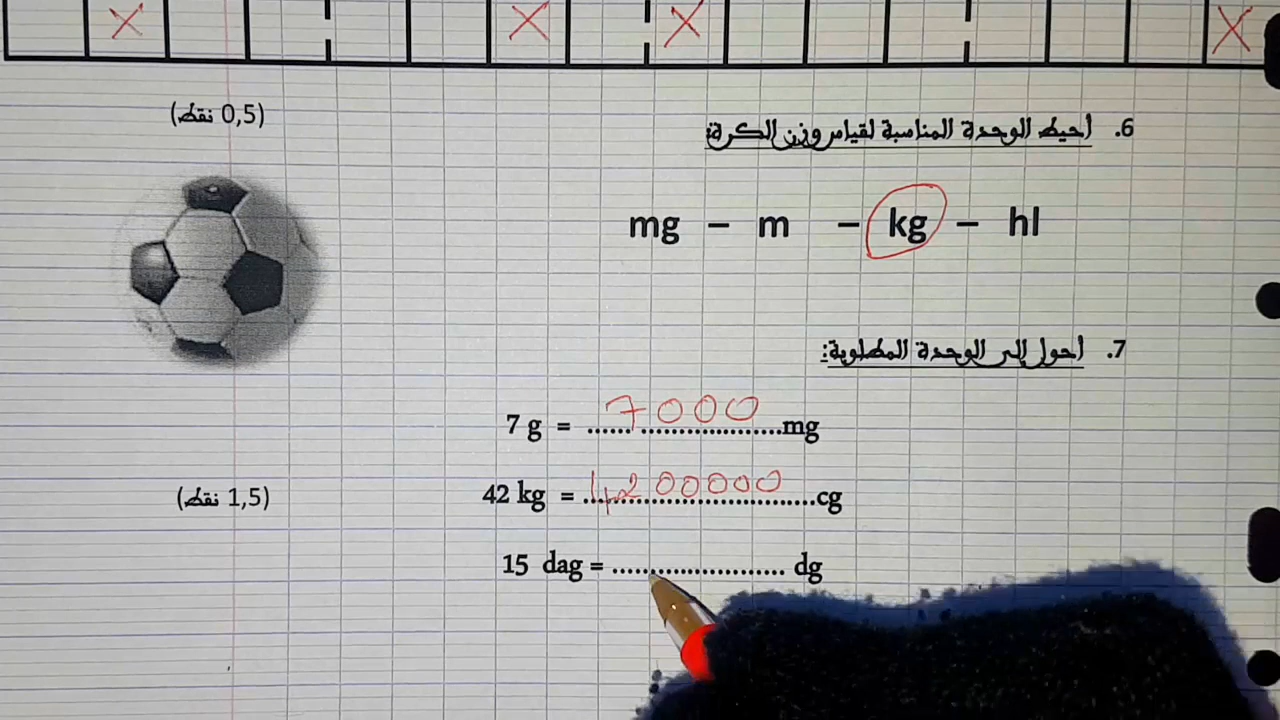 X X X X
(0,5 نقط)
6. أحيط الوحدة المناسبة لقياس وزن الكرة:
mg – m – kg – hl
7. أحول إلى الوحدة المطلوبة:
7 g = ......7000......mg
(1,5 نقط)
42 kg = ......4200000......cg
15 dag = ....................... dg